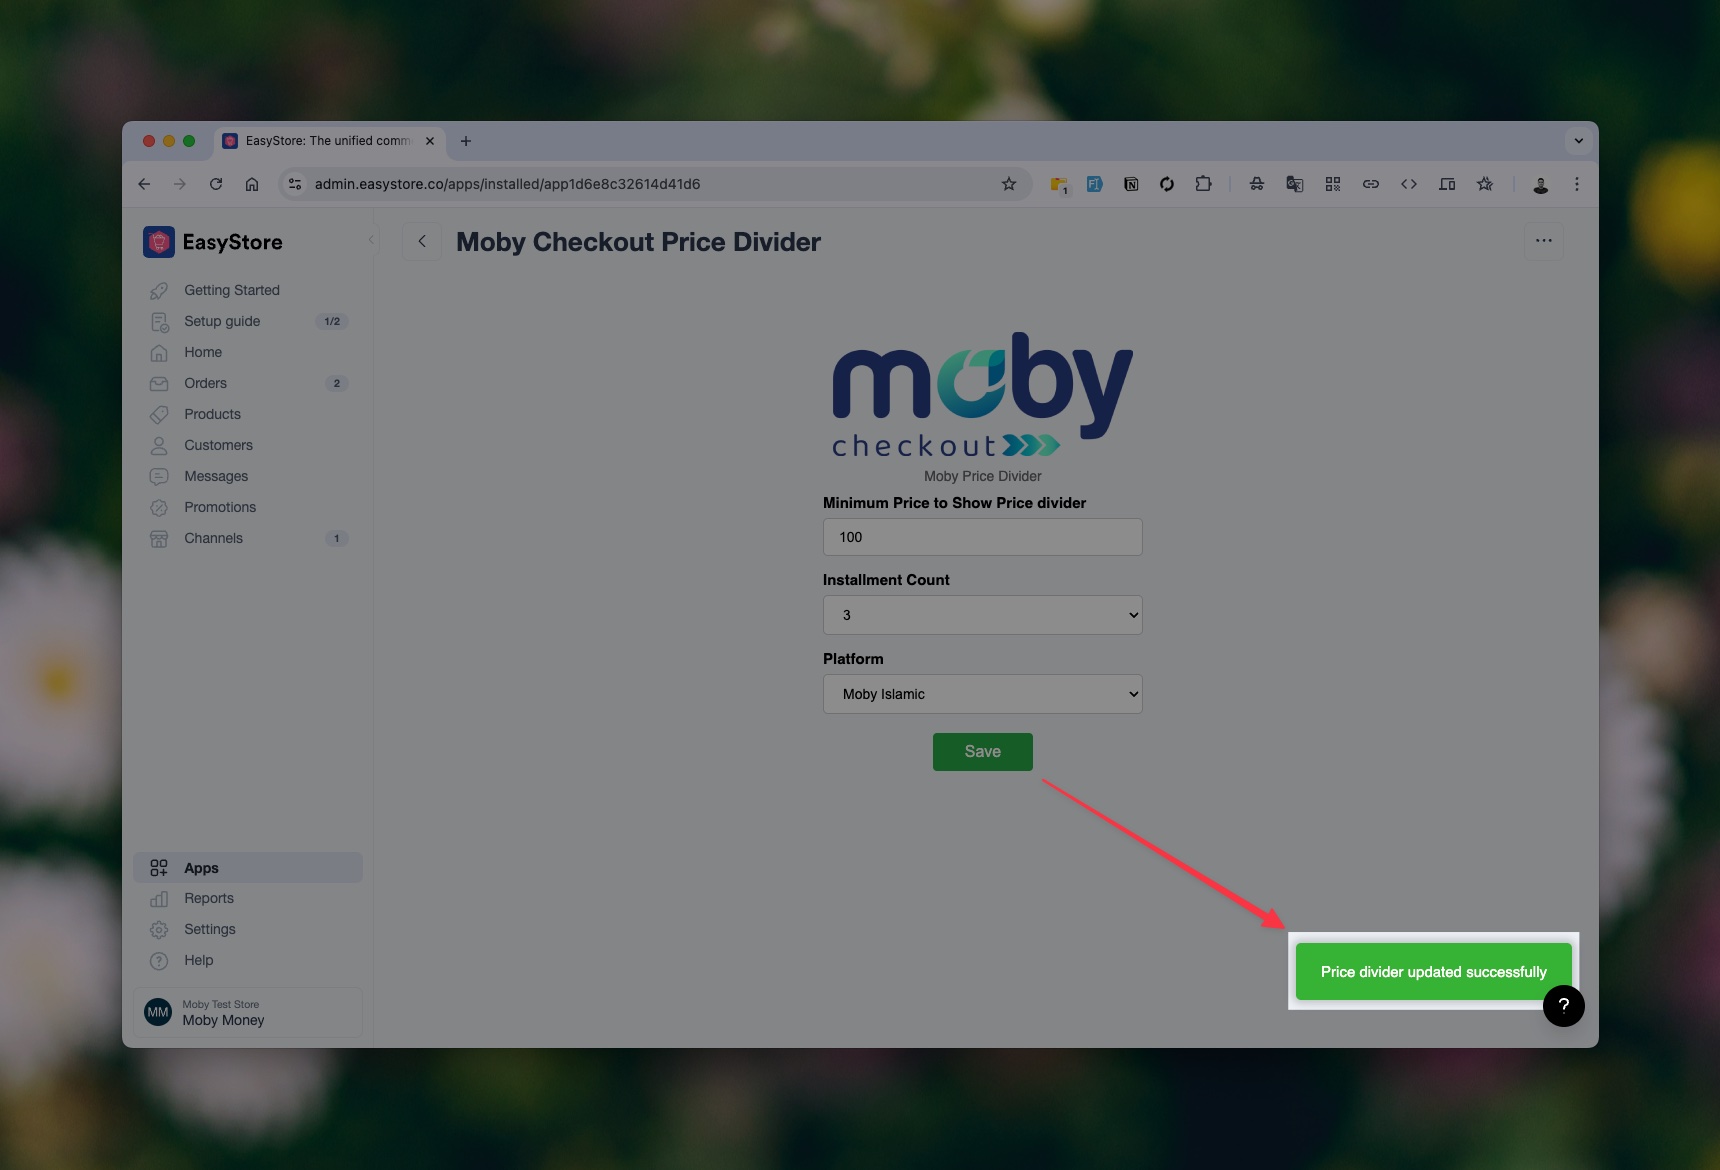 EasyStore: The unified comm
admin.easystore.co/apps/installed/app1d6e8c32614d41d6
1
EasyStore
Moby Checkout Price Divider
Getting Started
Setup guide 1/2
Home
Orders 2
Products
Customers
Messages
Promotions
Channels 1
moby
checkout
Moby Price Divider
Minimum Price to Show Price divider
100
Installment Count
3
Platform
Moby Islamic
Save
Apps
Reports
Settings
Help
MM
Moby Test Store
Moby Money
Price divider updated successfully
?